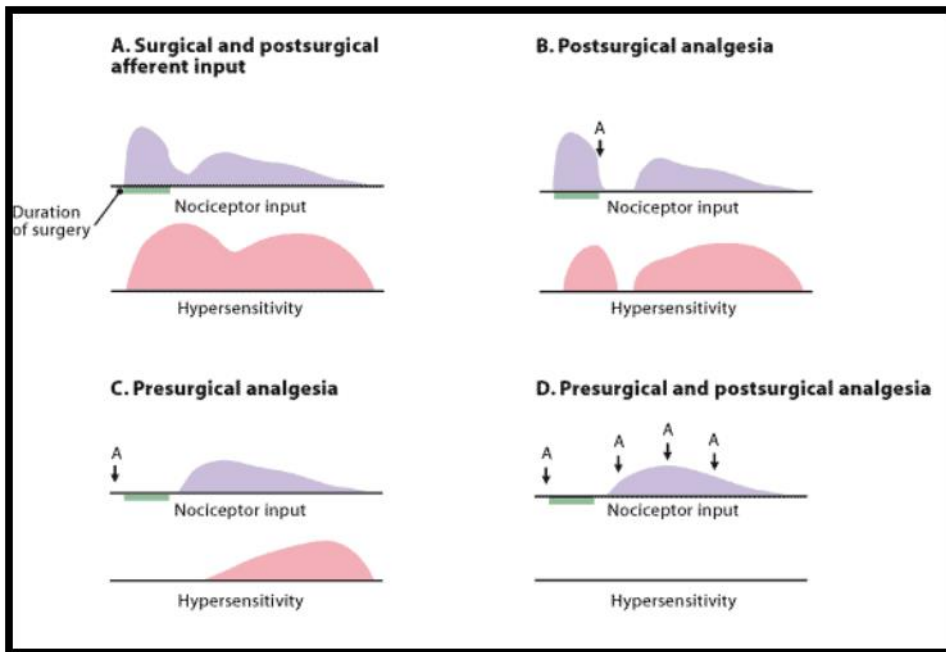 A. Surgical and postsurgical
afferent input
Duration
of surgery
Nociceptor input
Hypersensitivity
B. Postsurgical analgesia
A
Nociceptor input
Hypersensitivity
C. Presurgical analgesia
A
Nociceptor input
Hypersensitivity
D. Presurgical and postsurgical analgesia
A
A
A
A
Nociceptor input
Hypersensitivity